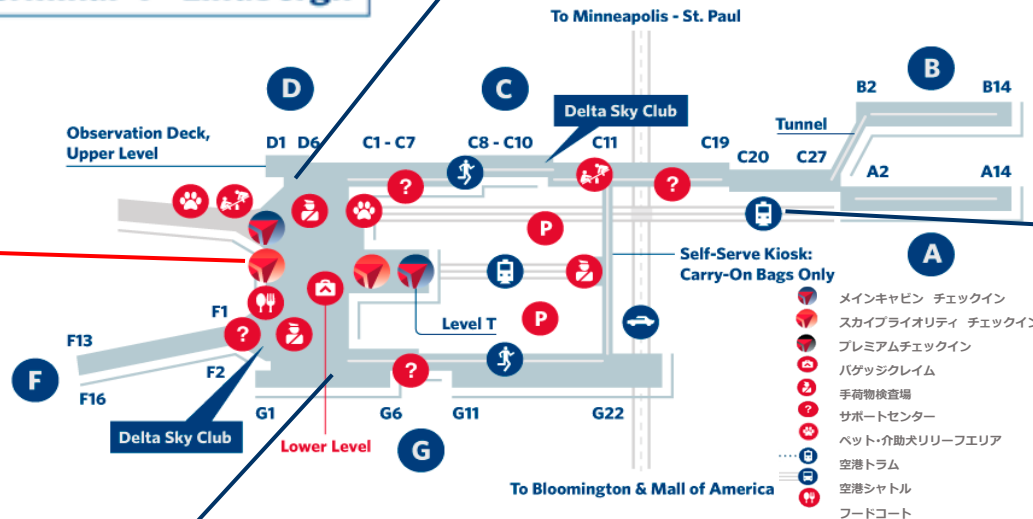 Terminal 1 - Lindbergh
To Minneapolis - St. Paul
D
C
B
B2
B14
Delta Sky Club
Observation Deck,
Upper Level
D1
D6
C1 - C7
C8 - C10
C11
C19
Tunnel
C20
C27
A2
A14
?
?
P
Self-Serve Kiosk:
Carry-On Bags Only
A
F1
Level T
P
F13
?
F
F2
F16
?
G1
G6
G11
G22
Delta Sky Club
Lower Level
G
To Bloomington & Mall of America
メインキャビン チェックイン
スカイプライオリティ チェックイン
プレミアムチェックイン
バゲッジクレイム
手荷物検査場
? サポートセンター
ペット・介助犬リリーフエリア
空港トラム
空港シャトル
フードコート